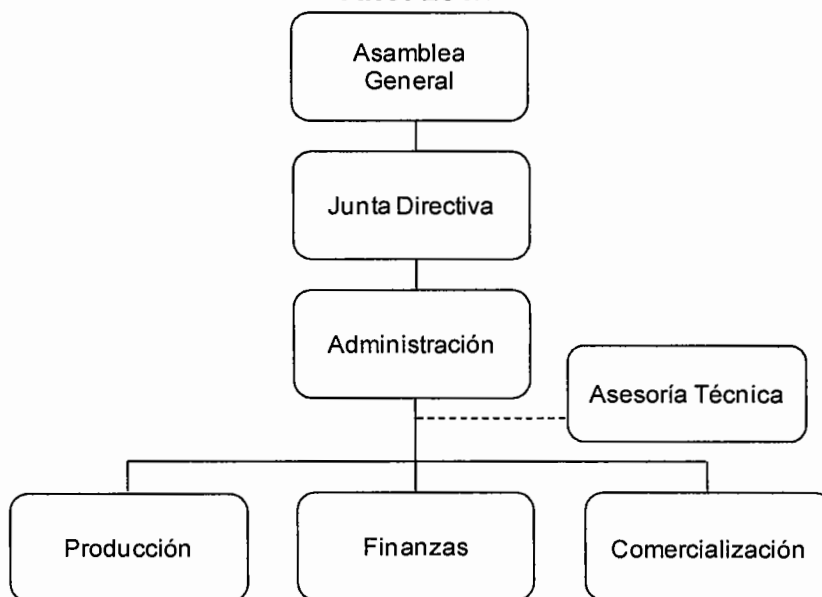 Asamblea
General
Junta Directiva
Administración
Asesoría Técnica
Producción
Finanzas
Comercialización